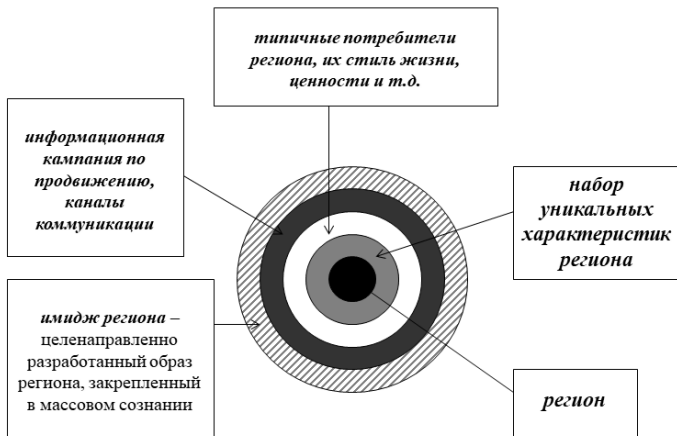 типичные потребители
региона, их стиль жизни,
ценности и т.д.
информационная
кампания по
продвижению,
каналы
коммуникации
набор
уникальных
характеристик
региона
имидж региона –
целенаправленно
разработанный образ
региона, закрепленный
в массовом сознании
регион